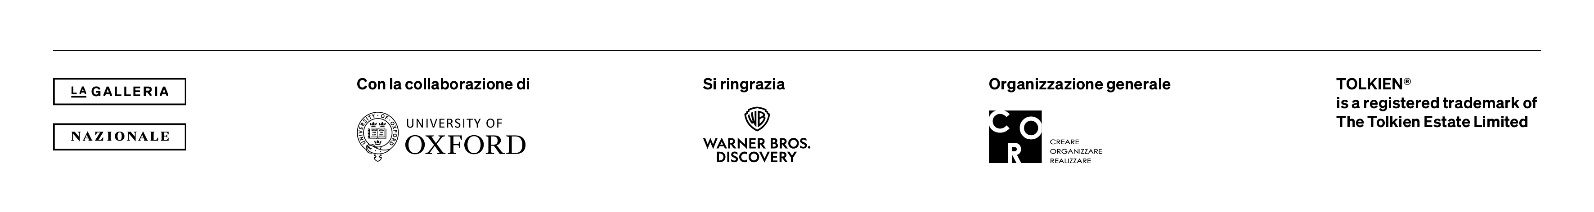 LA GALLERIA
NAZIONALE
Con la collaborazione di
UNIVERSITY OF
OXFORD
Si ringrazia
WB
WARNER BROS.
DISCOVERY
Organizzazione generale
COR
CREARE
ORGANIZZARE
REALIZZARE
TOLKIEN®
is a registered trademark of
The Tolkien Estate Limited